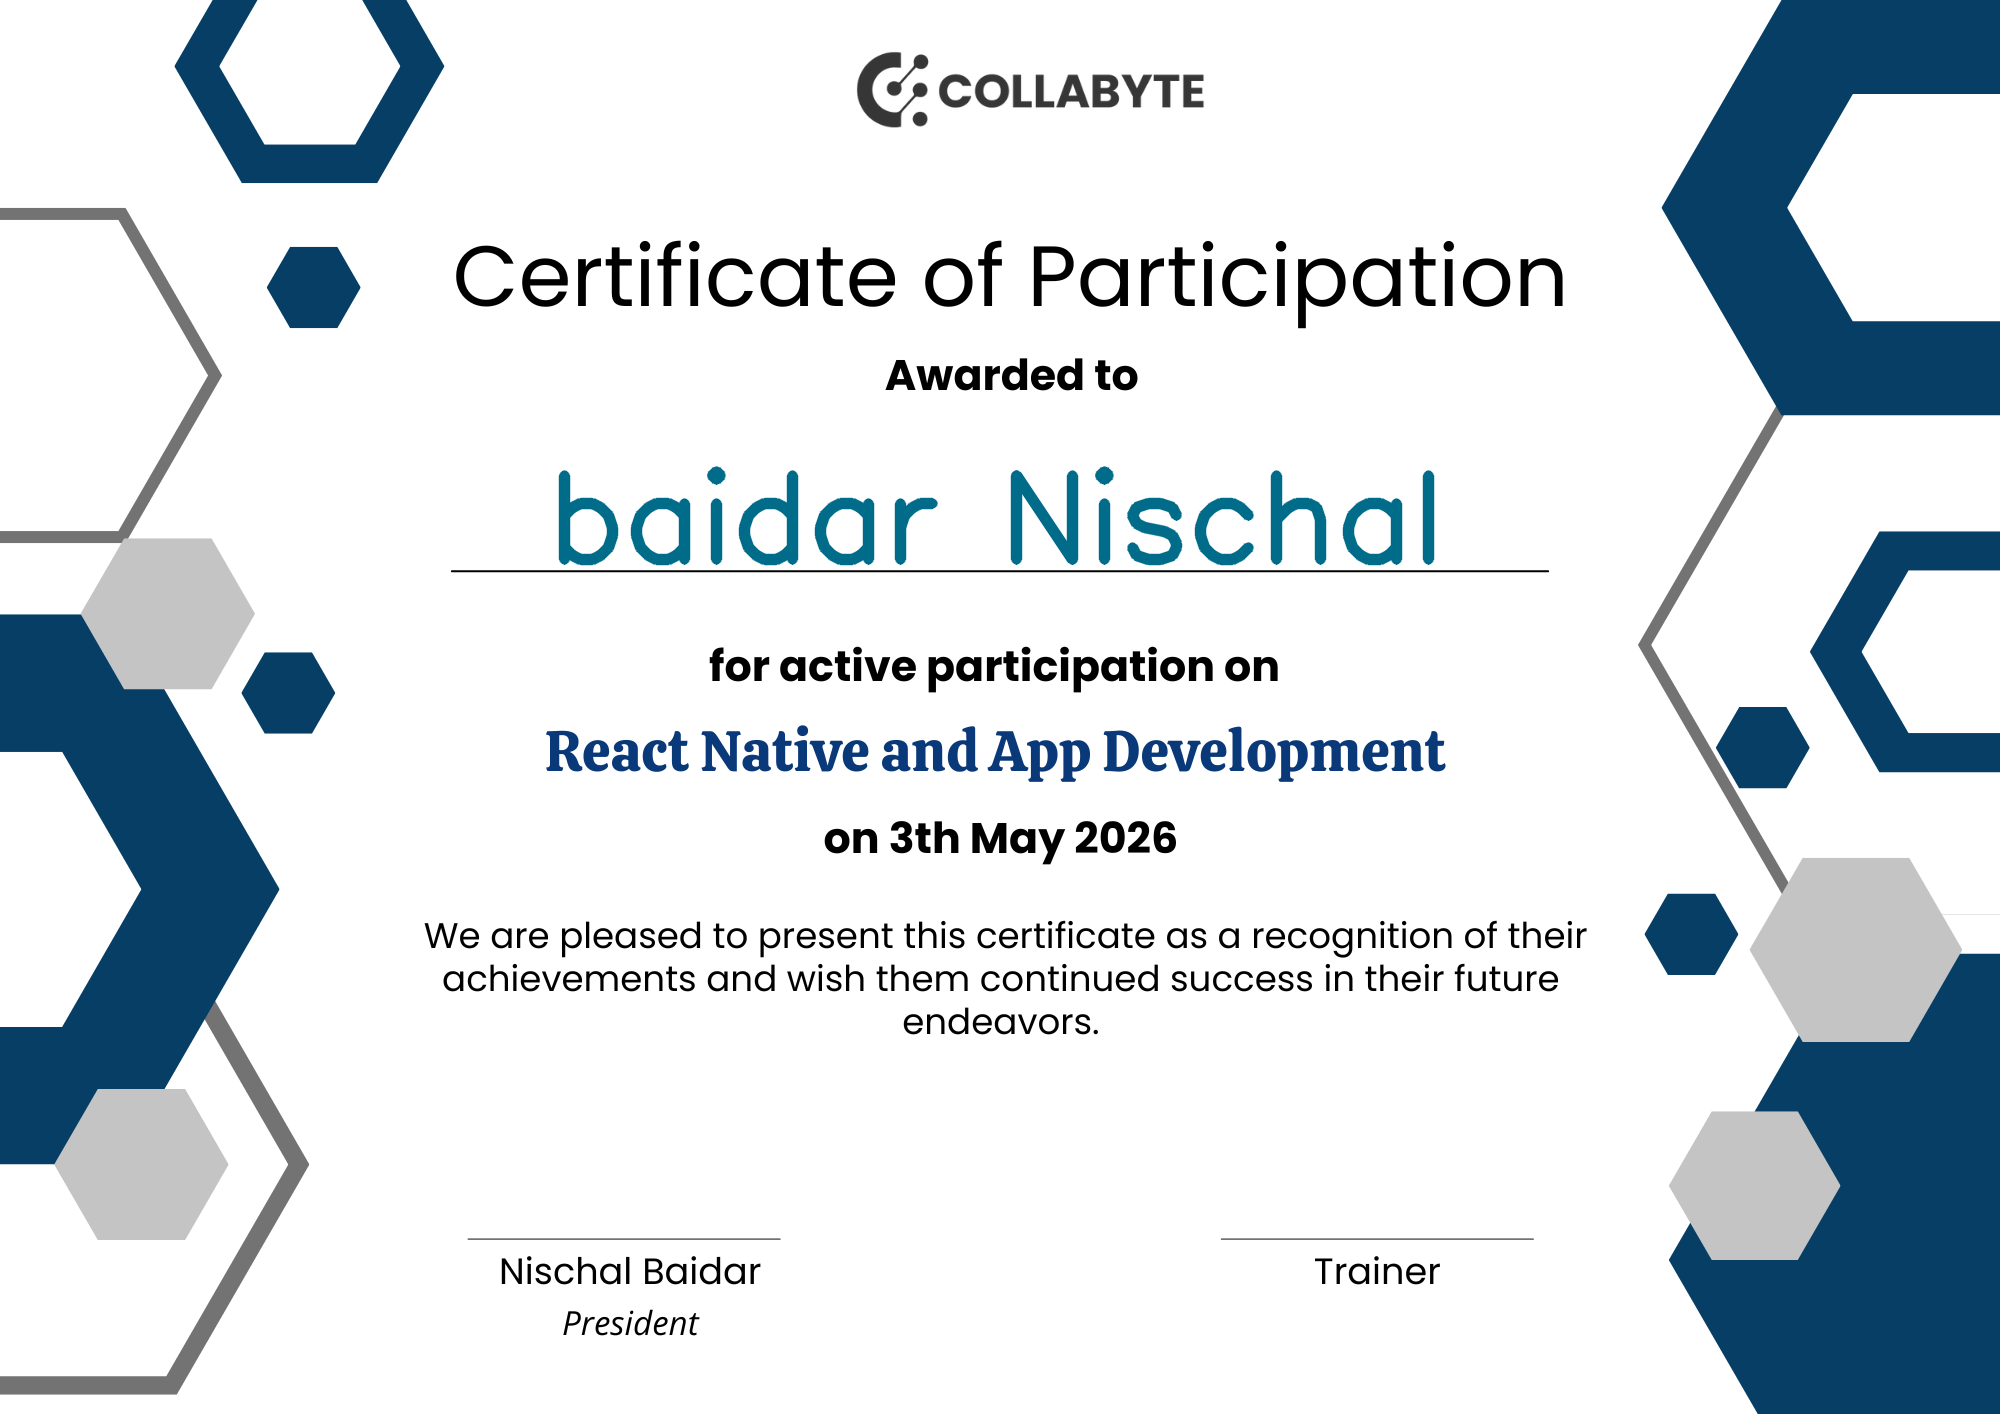 COLLABYTE
Certificate of Participation
Awarded to
baidar Nischal
for active participation on
React Native and App Development
on 3th May 2026
We are pleased to present this certificate as a recognition of their
achievements and wish them continued success in their future
endeavors.
Nischal Baidar
President
Trainer